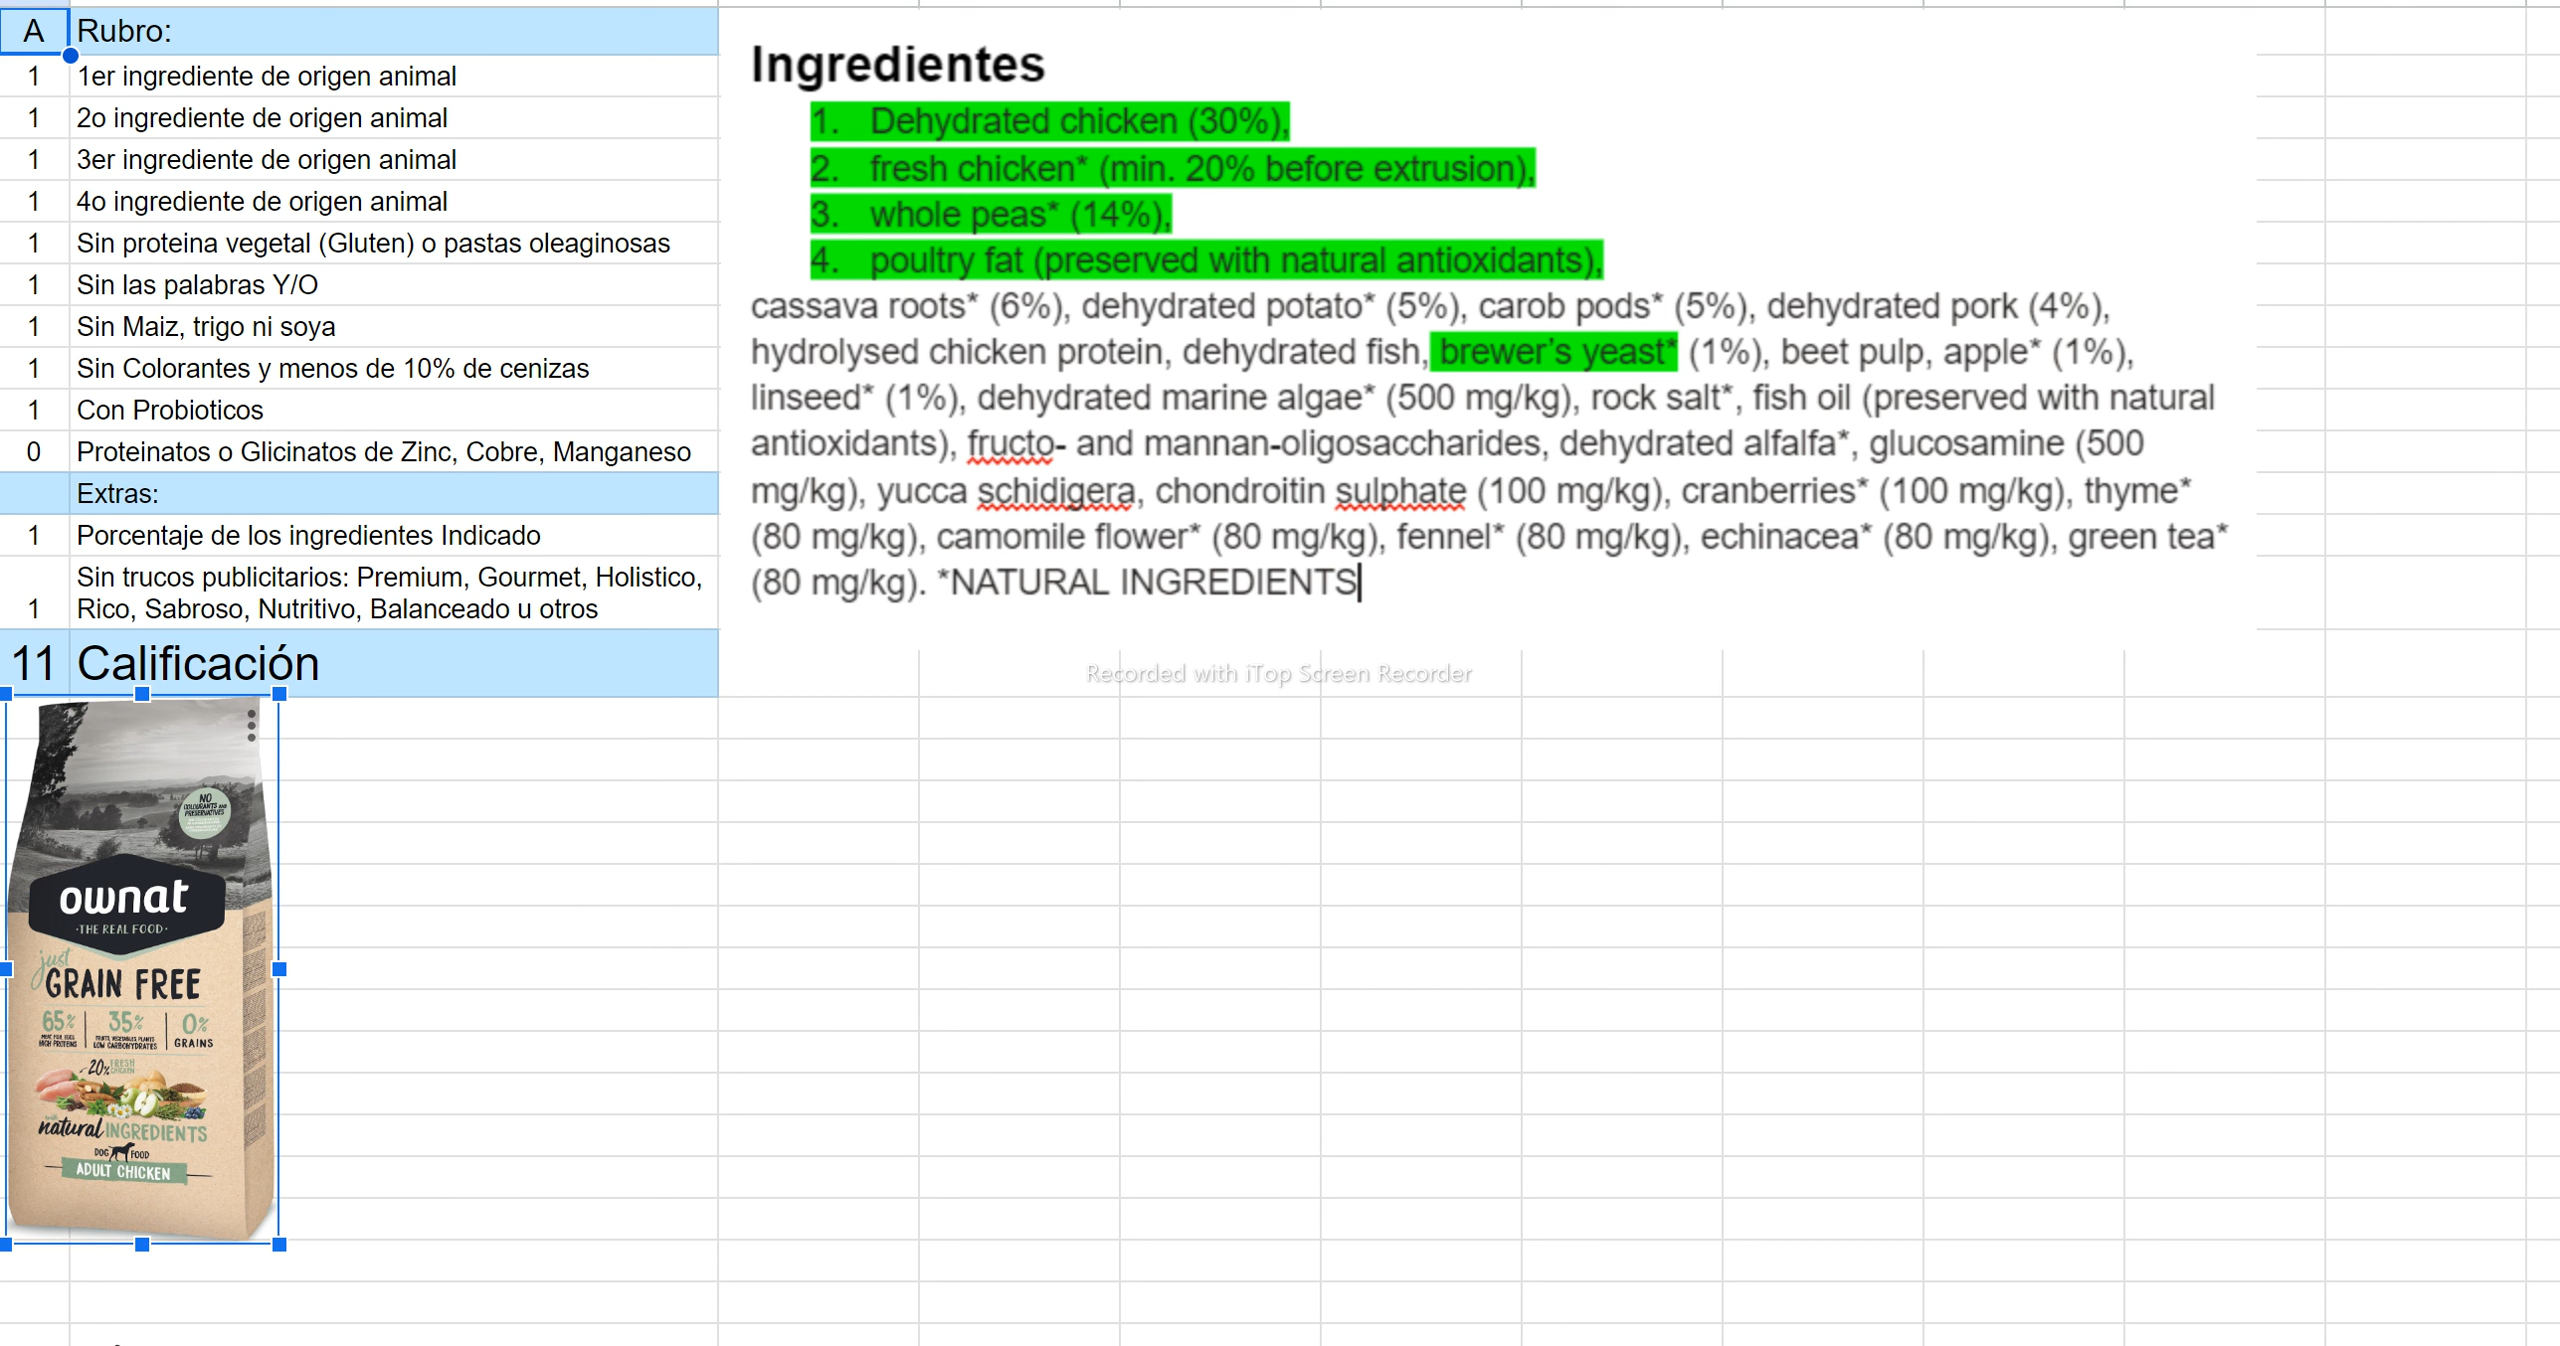 A Rubro:
1 1er ingrediente de origen animal
1 2o ingrediente de origen animal
1 3er ingrediente de origen animal
1 4o ingrediente de origen animal
1 Sin proteina vegetal (Gluten) o pastas oleaginosas
1 Sin las palabras Y/O
1 Sin Maiz, trigo ni soya
1 Sin Colorantes y menos de 10% de cenizas
1 Con Probioticos
0 Proteinatos o Glicinatos de Zinc, Cobre, Manganeso
Extras:
1 Porcentaje de los ingredientes Indicado
Sin trucos publicitarios: Premium, Gourmet, Holistico,
1 Rico, Sabroso, Nutritivo, Balanceado u otros
11 Calificación
Ingredientes
1. Dehydrated chicken (30%),
2. fresh chicken* (min. 20% before extrusion),
3. whole peas* (14%),
4. poultry fat (preserved with natural antioxidants),
cassava roots* (6%), dehydrated potato* (5%), carob pods* (5%), dehydrated pork (4%),
hydrolysed chicken protein, dehydrated fish, brewer's yeast* (1%), beet pulp, apple* (1%),
linseed* (1%), dehydrated marine algae* (500 mg/kg), rock salt*, fish oil (preserved with natural
antioxidants), fructo- and mannan-oligosaccharides, dehydrated alfalfa*, glucosamine (500
mg/kg), yucca schidigera, chondroitin sulphate (100 mg/kg), cranberries* (100 mg/kg), thyme*
(80 mg/kg), camomile flower* (80 mg/kg), fennel* (80 mg/kg), echinacea* (80 mg/kg), green tea*
(80 mg/kg). *NATURAL INGREDIENTS
Recorded with iTop Screen Recorder
NO
COLOURANTS AND
PRESERVATIVES
ownat
·THE REAL FOOD·
just
GRAIN FREE
65% 35% 0%
HIGH PROTEINS LOW CARBOHYDRATES GRAINS
20% FRESH
CHICKEN
natural INGREDIENTS
DOG FOOD
ADULT CHICKEN